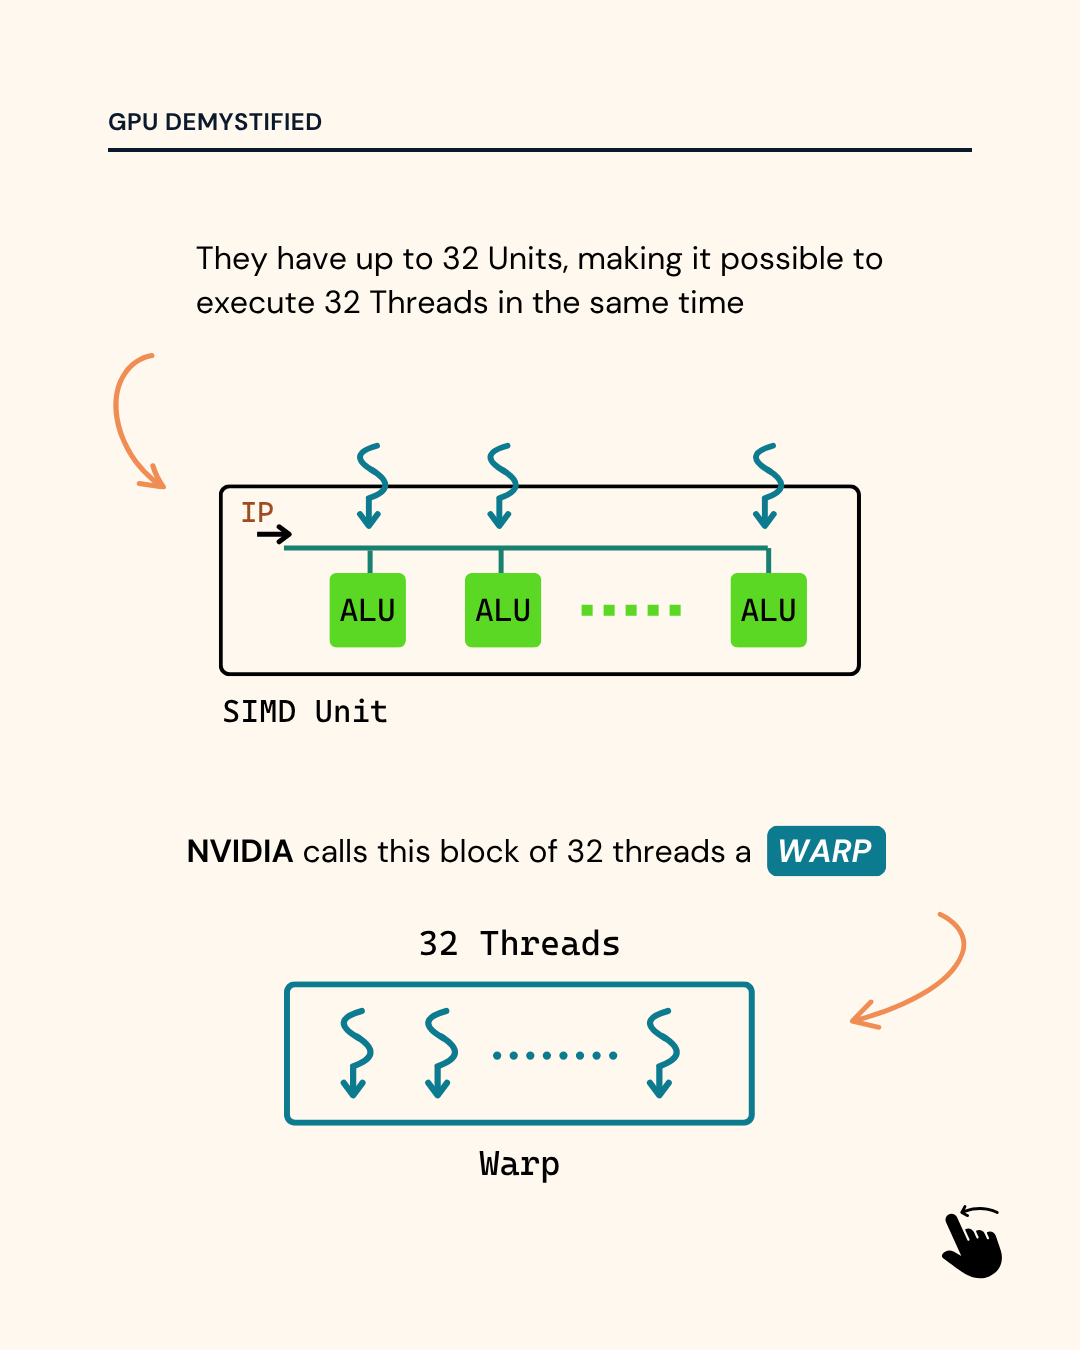 GPU DEMYSTIFIED
They have up to 32 Units, making it possible to
execute 32 Threads in the same time
IP
ALU ALU ALU
SIMD Unit
NVIDIA calls this block of 32 threads a WARP
32 Threads
Warp